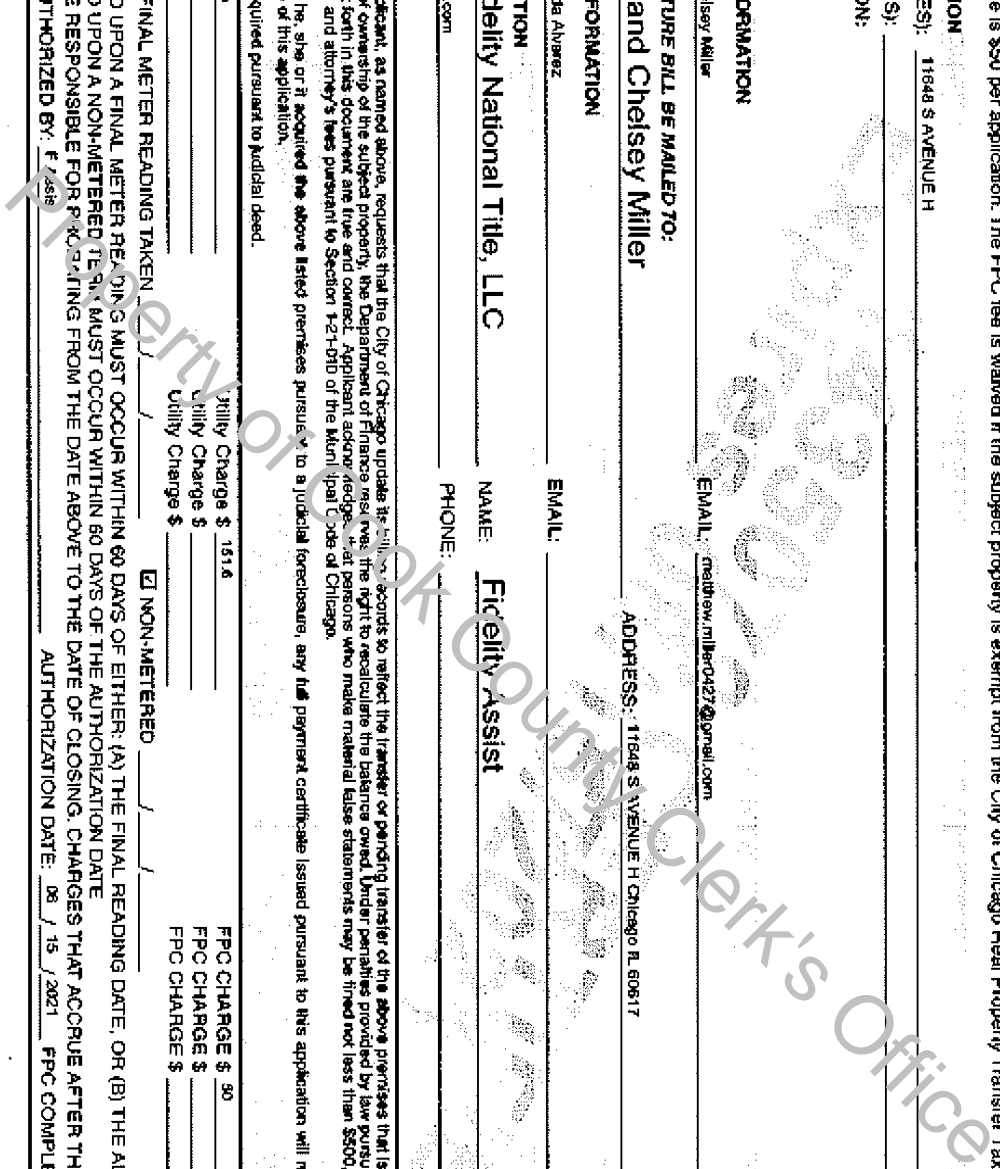 e is $50 per application. The FPC fee is waived if the subject property is exempt from the City of Chicago Real Property Transfer Tax
ION
ES): 11648 S AVENUE H
S):
ON:
ORMATION
lsey Miller EMAIL: matthew.miller0427@gmail.com
TURE BILL BE MAILED TO:
and Chelsey Miller ADDRESS: 11648 S AVENUE H Chicago IL 60617
FORMATION
da Alvarez EMAIL:
TION
delity National Title, LLC NAME: Fidelity Assist
.com PHONE:
plicant, as named above, requests that the City of Chicago update its billing records to reflect the transfer or pending transfer of the above premises that is
f ownership of the subject property, the Department of Finance reserves the right to recalculate the balance owed. Under penalties provided by law pursu
t forth in this document are true and correct. Applicant acknowledges that persons who make material false statements may be fined not less than $500,
and attorney's fees pursuant to Section 1-21-010 of the Municipal Code of Chicago.
he, she or it acquired the above listed premises pursuant to a judicial foreclosure, any full payment certificate issued pursuant to this application will n
of this application.
quired pursuant to judicial deed.
Utility Charge $ 151.6 FPC CHARGE $ 50
Utility Charge $ FPC CHARGE $
Utility Charge $ FPC CHARGE $
FINAL METER READING TAKEN / / ☑ NON-METERED / /
D UPON A FINAL METER READING MUST OCCUR WITHIN 60 DAYS OF EITHER: (A) THE FINAL READING DATE, OR (B) THE A
D UPON A NON-METERED TERM MUST OCCUR WITHIN 60 DAYS OF THE AUTHORIZATION DATE
E RESPONSIBLE FOR PRORATING FROM THE DATE ABOVE TO THE DATE OF CLOSING. CHARGES THAT ACCRUE AFTER TH
THORIZED BY: F Assis AUTHORIZATION DATE: 06 / 15 / 2021 FPC COMPLE
Property of Cook County Clerk's Office